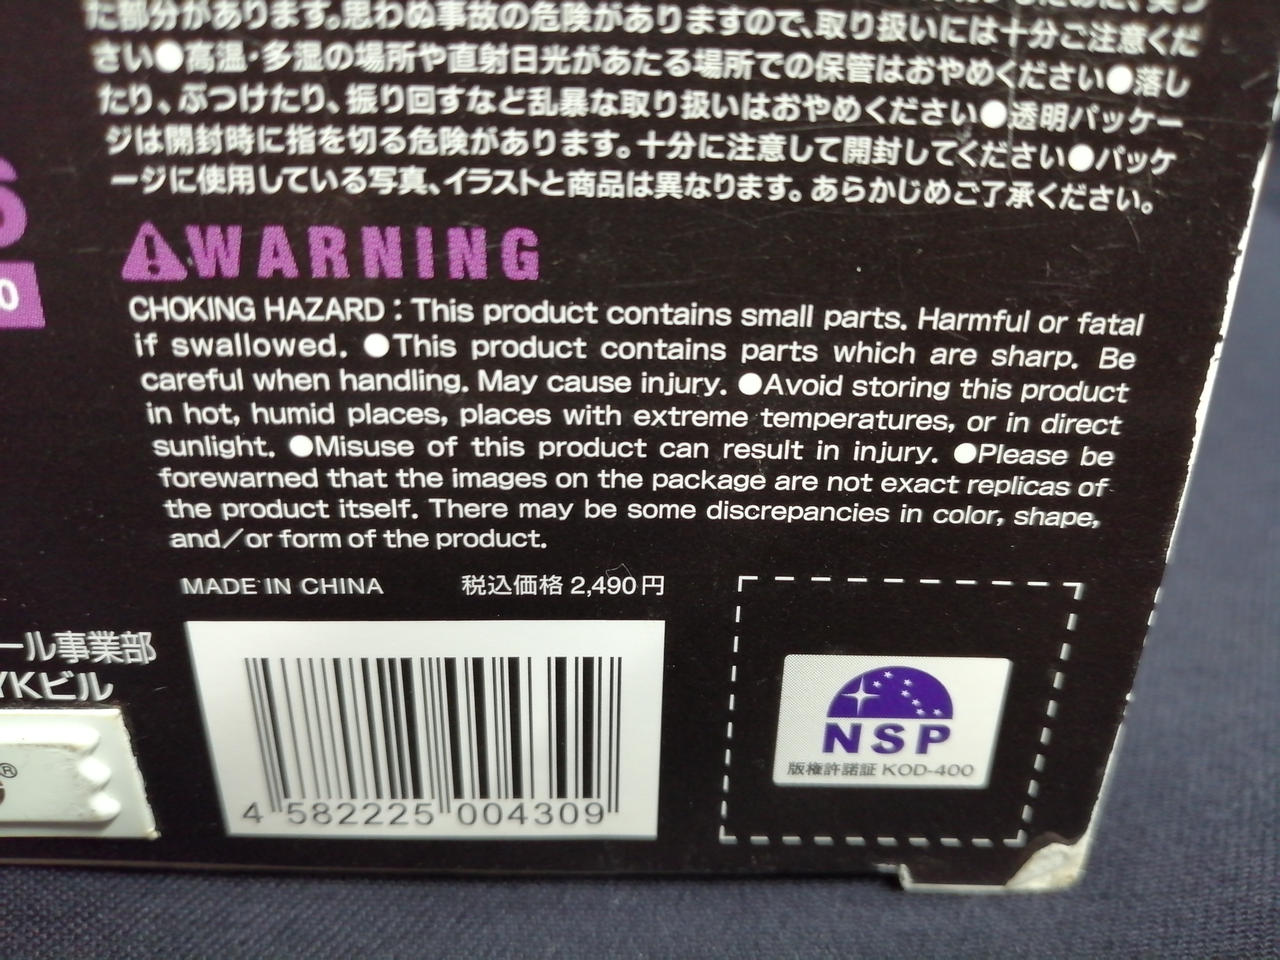 た部分があります。思わぬ事故の危険がありますので、取り扱いには十分ご注意くだ
さい●高温・多湿の場所や直射日光があたる場所での保管はおやめください●落し
たり、ぶつけたり、振り回すなど乱暴な取り扱いはおやめください●透明パッケー
ジは開封時に指を切る危険があります。十分に注意して開封してください●パッケ
ージに使用している写真、イラストと商品は異なります。あらかじめご了承ください。
WARNING
CHOKING HAZARD : This product contains small parts. Harmful or fatal
if swallowed. ●This product contains parts which are sharp. Be
careful when handling. May cause injury. ●Avoid storing this product
in hot, humid places, places with extreme temperatures, or in direct
sunlight. ●Misuse of this product can result in injury. ●Please be
forewarned that the images on the package are not exact replicas of
the product itself. There may be some discrepancies in color, shape,
and/or form of the product.
MADE IN CHINA 税込価格 2,490円
ール事業部
YKビル
4 582225 004309
NSP
版権許諾証 KOD-400